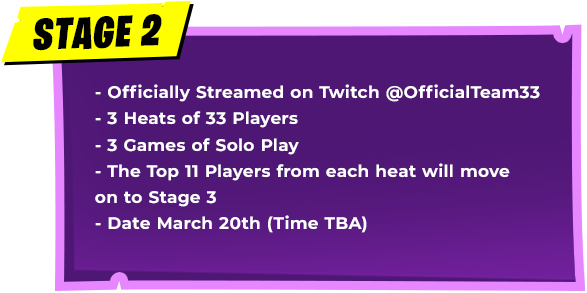 STAGE 2
- Officially Streamed on Twitch @OfficialTeam33
- 3 Heats of 33 Players
- 3 Games of Solo Play
- The Top 11 Players from each heat will move
on to Stage 3
- Date March 20th (Time TBA)